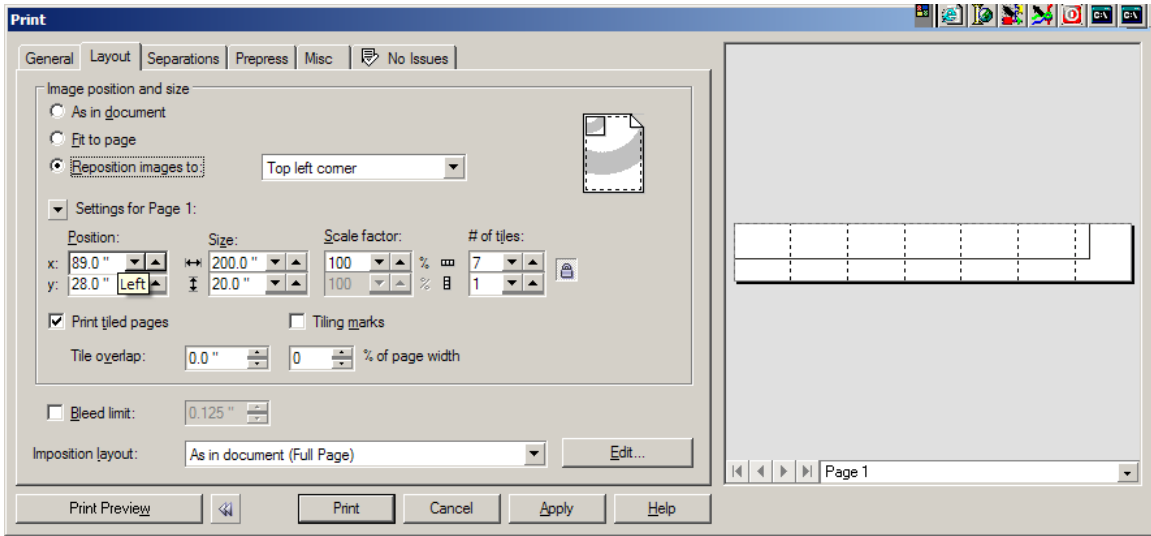 Print
General Layout Separations Prepress Misc No Issues
Image position and size
As in document
Fit to page
Reposition images to: Top left corner
Settings for Page 1:
Position: Size: Scale factor: # of tiles:
x: 89.0 " 200.0 " 100 % 7
y: 28.0 " Left 20.0 " 100 % 1
Print tiled pages Tiling marks
Tile overlap: 0.0 " 0 % of page width
Bleed limit: 0.125 "
Imposition layout: As in document (Full Page) Edit...
Page 1
Print Preview Print Cancel Apply Help